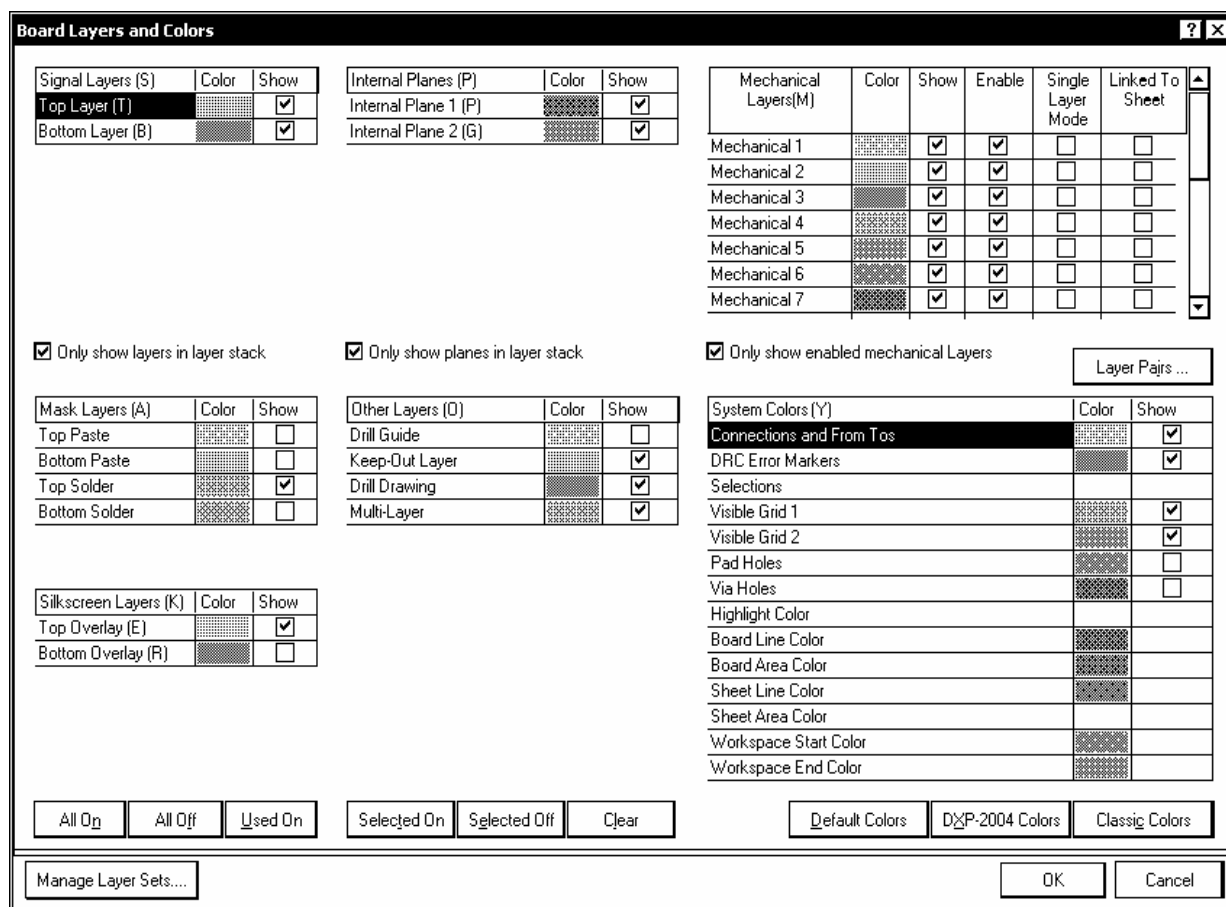 Board Layers and Colors
Signal Layers (S) Color Show
Top Layer (T)
Bottom Layer (B)
Internal Planes (P) Color Show
Internal Plane 1 (P)
Internal Plane 2 (G)
Mechanical Layers(M) Color Show Enable Single Layer Mode Linked To Sheet
Mechanical 1
Mechanical 2
Mechanical 3
Mechanical 4
Mechanical 5
Mechanical 6
Mechanical 7
Only show layers in layer stack
Only show planes in layer stack
Only show enabled mechanical Layers
Layer Pairs ...
Mask Layers (A) Color Show
Top Paste
Bottom Paste
Top Solder
Bottom Solder
Other Layers (O) Color Show
Drill Guide
Keep-Out Layer
Drill Drawing
Multi-Layer
System Colors (Y) Color Show
Connections and From Tos
DRC Error Markers
Selections
Visible Grid 1
Visible Grid 2
Pad Holes
Via Holes
Highlight Color
Board Line Color
Board Area Color
Sheet Line Color
Sheet Area Color
Workspace Start Color
Workspace End Color
Silkscreen Layers (K) Color Show
Top Overlay (E)
Bottom Overlay (R)
All On All Off Used On Selected On Selected Off Clear Default Colors DXP-2004 Colors Classic Colors
Manage Layer Sets.... OK Cancel